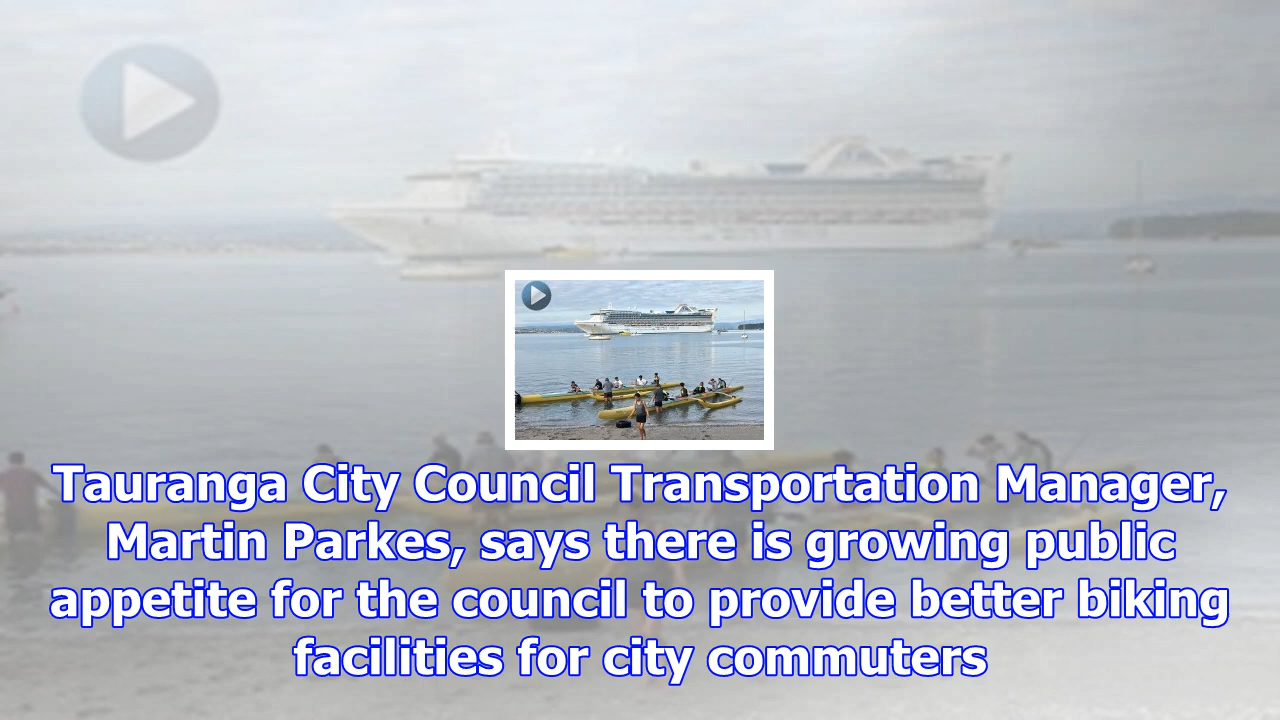 Tauranga City Council Transportation Manager,
Martin Parkes, says there is growing public
appetite for the council to provide better biking
facilities for city commuters